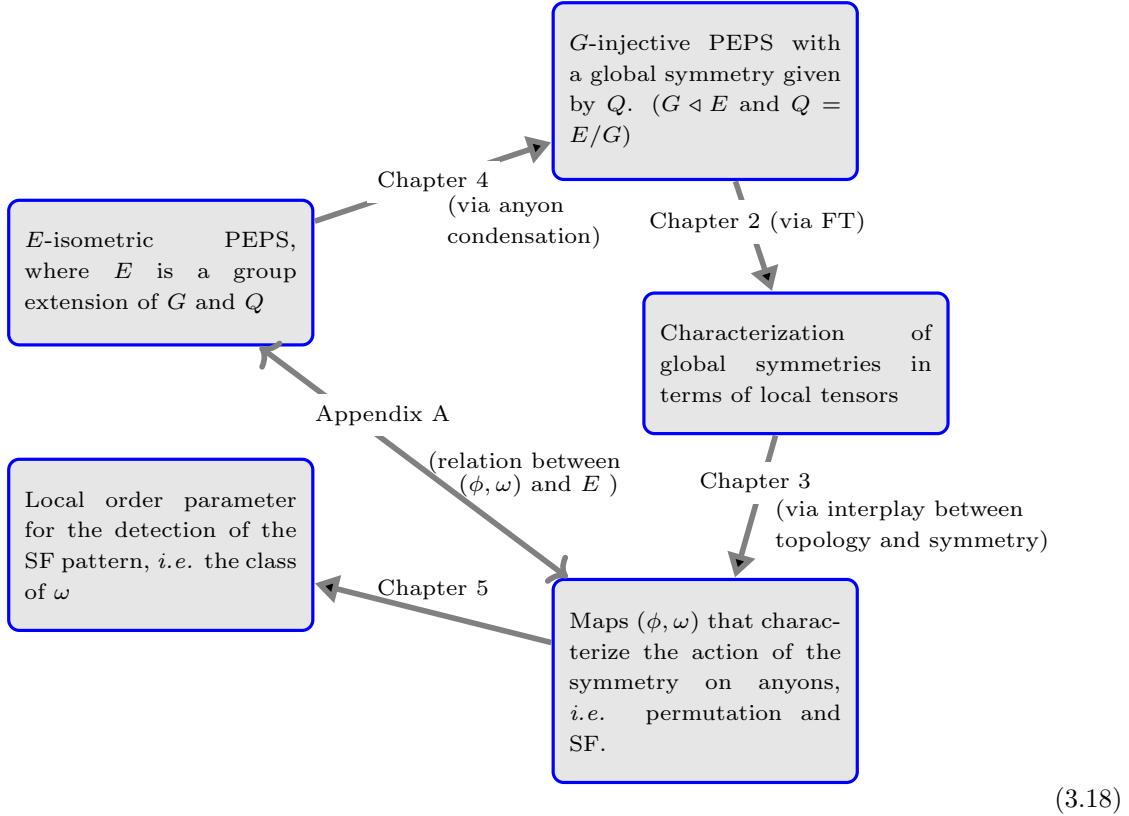 G-injective PEPS with
a global symmetry given
by Q. (G ◁ E and Q =
E/G)
Chapter 4
(via anyon
condensation)
Chapter 2 (via FT)
E-isometric PEPS,
where E is a group
extension of G and Q
Characterization of
global symmetries in
terms of local tensors
Appendix A
(relation between
(ϕ, ω) and E )
Chapter 3
(via interplay between
topology and symmetry)
Local order parameter
for the detection of the
SF pattern, i.e. the class
of ω
Chapter 5
Maps (ϕ, ω) that charac-
terize the action of the
symmetry on anyons,
i.e. permutation and
SF.
(3.18)